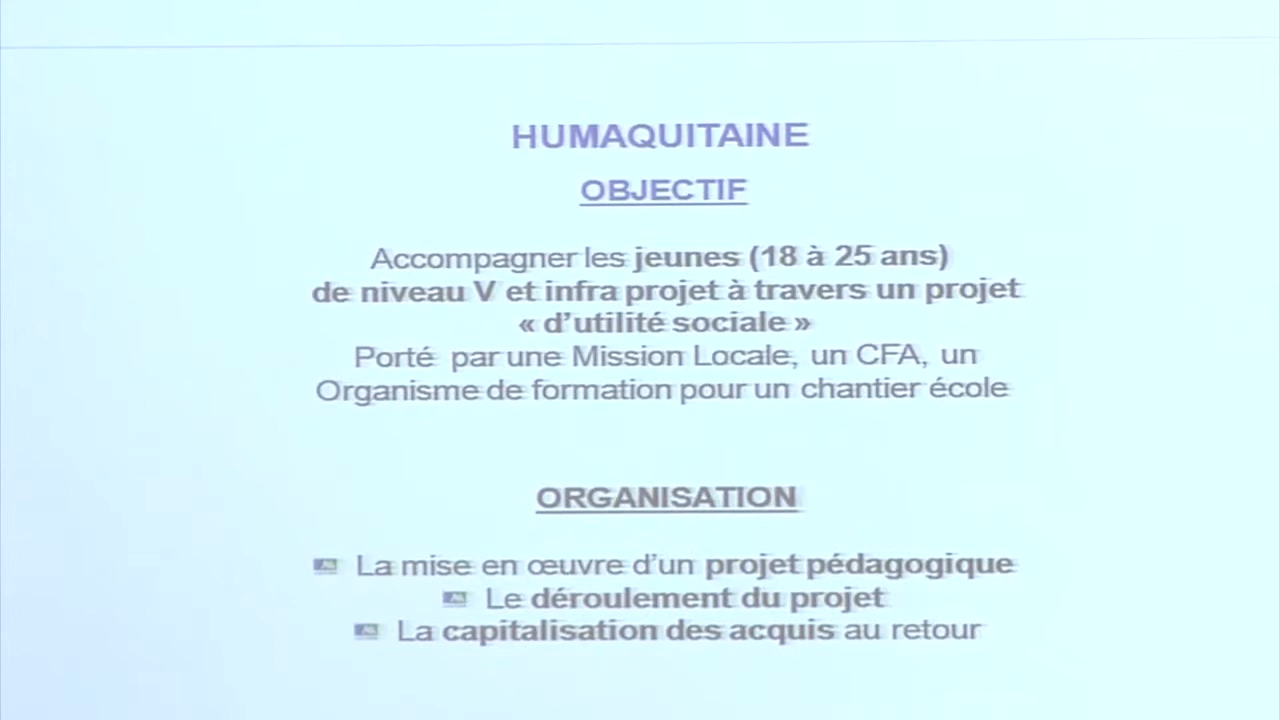 HUMAQUITAINE
OBJECTIF
Accompagner les jeunes (18 à 25 ans)
de niveau V et infra projet à travers un projet
« d'utilité sociale »
Porté par une Mission Locale, un CFA, un
Organisme de formation pour un chantier école
ORGANISATION
La mise en œuvre d'un projet pédagogique
Le déroulement du projet
La capitalisation des acquis au retour